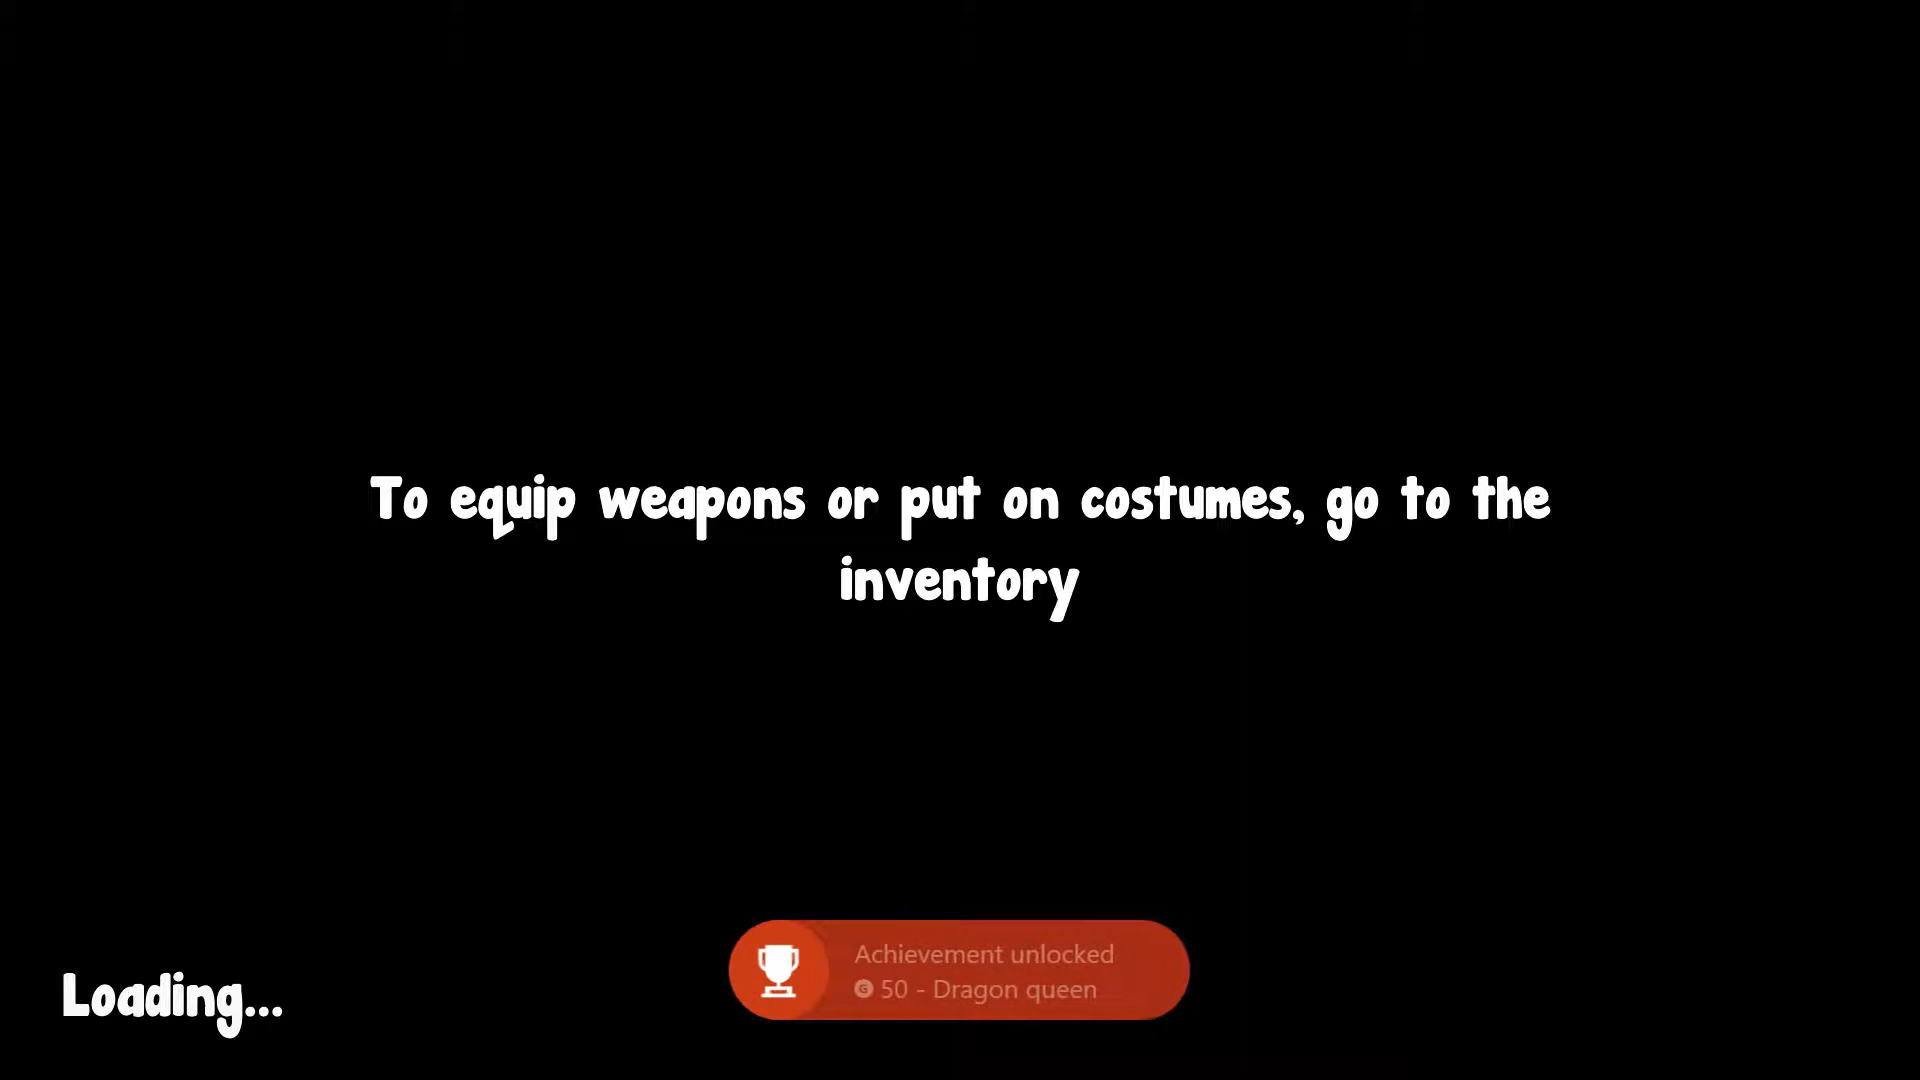 To equip weapons or put on costumes, go to the
inventory
Achievement unlocked
G 50 - Dragon queen
Loading...